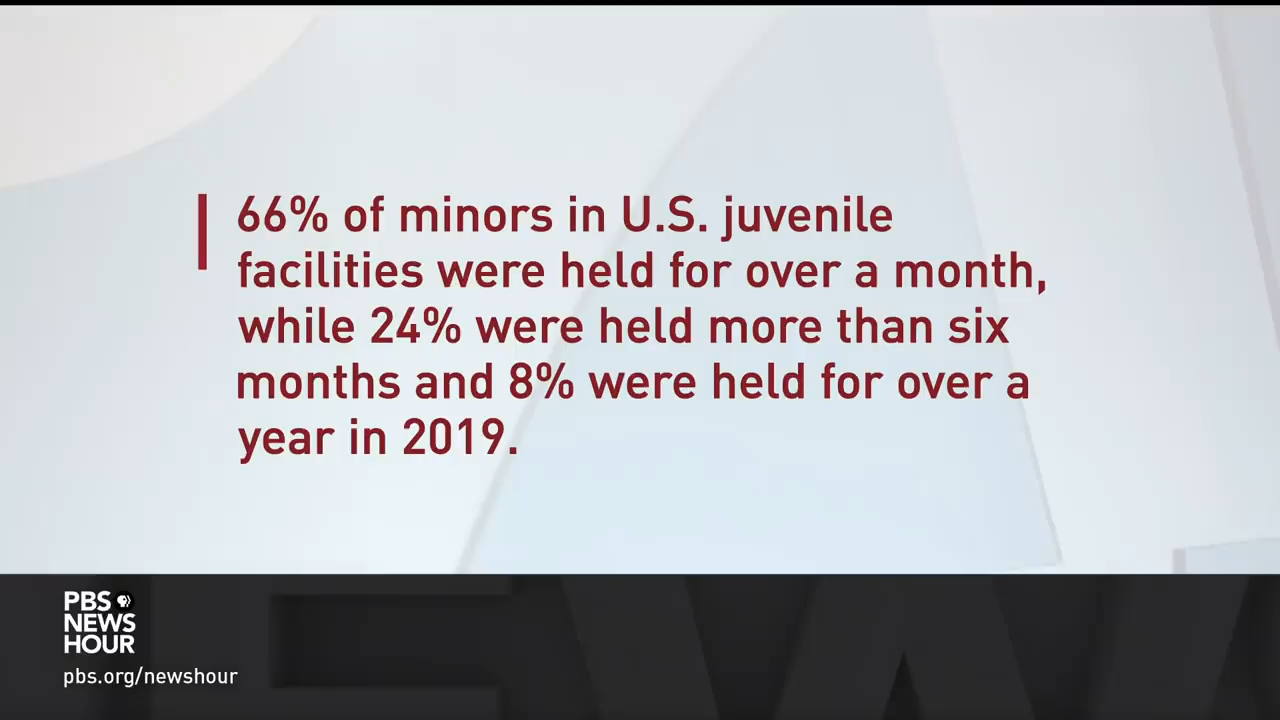 66% of minors in U.S. juvenile
facilities were held for over a month,
while 24% were held more than six
months and 8% were held for over a
year in 2019.
PBS
NEWS
HOUR
pbs.org/newshour